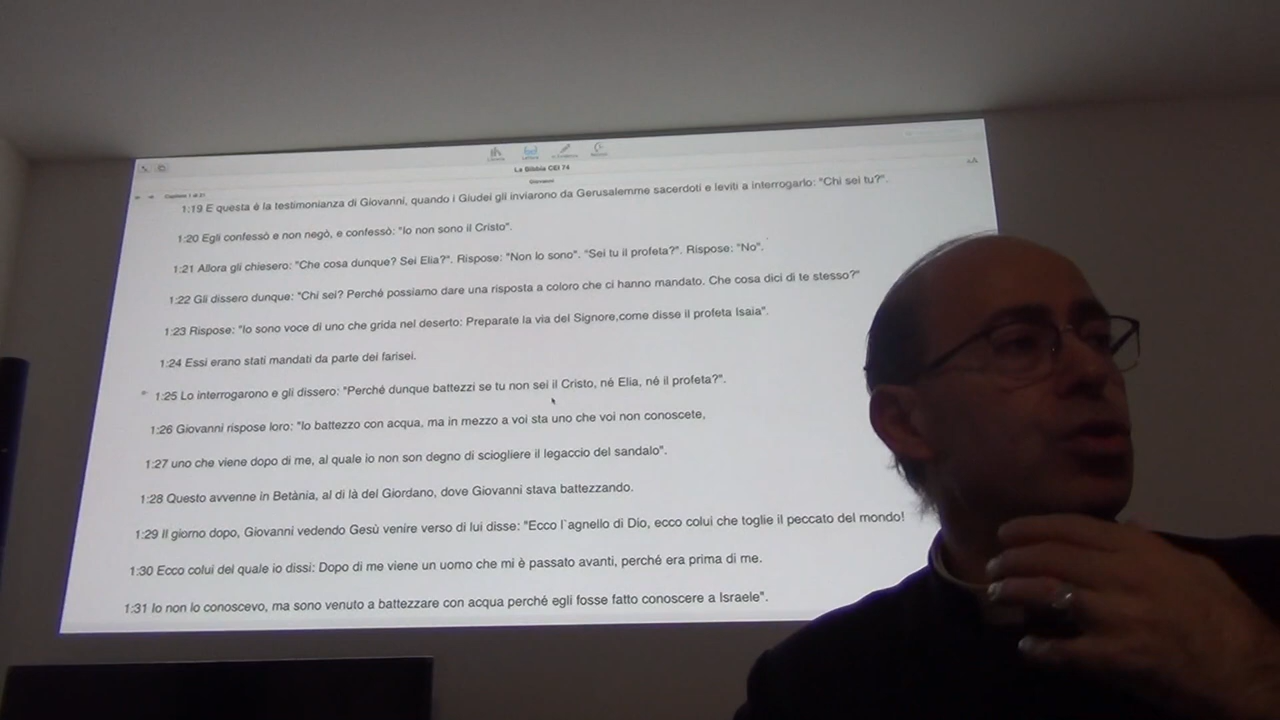 La Bibbia CEI 74
Giovanni
1:19 E questa è la testimonianza di Giovanni, quando i Giudei gli inviarono da Gerusalemme sacerdoti e leviti a interrogarlo: "Chi sei tu?".
1:20 Egli confessò e non negò, e confessò: "Io non sono il Cristo".
1:21 Allora gli chiesero: "Che cosa dunque? Sei Elia?". Rispose: "Non lo sono". "Sei tu il profeta?". Rispose: "No".
1:22 Gli dissero dunque: "Chi sei? Perché possiamo dare una risposta a coloro che ci hanno mandato. Che cosa dici di te stesso?"
1:23 Rispose: "Io sono voce di uno che grida nel deserto: Preparate la via del Signore,come disse il profeta Isaia".
1:24 Essi erano stati mandati da parte dei farisei.
1:25 Lo interrogarono e gli dissero: "Perché dunque battezzi se tu non sei il Cristo, né Elia, né il profeta?".
1:26 Giovanni rispose loro: "Io battezzo con acqua, ma in mezzo a voi sta uno che voi non conoscete,
1:27 uno che viene dopo di me, al quale io non son degno di sciogliere il legaccio del sandalo".
1:28 Questo avvenne in Betània, al di là del Giordano, dove Giovanni stava battezzando.
1:29 Il giorno dopo, Giovanni vedendo Gesù venire verso di lui disse: "Ecco l`agnello di Dio, ecco colui che toglie il peccato del mondo!
1:30 Ecco colui del quale io dissi: Dopo di me viene un uomo che mi è passato avanti, perché era prima di me.
1:31 Io non lo conoscevo, ma sono venuto a battezzare con acqua perché egli fosse fatto conoscere a Israele".